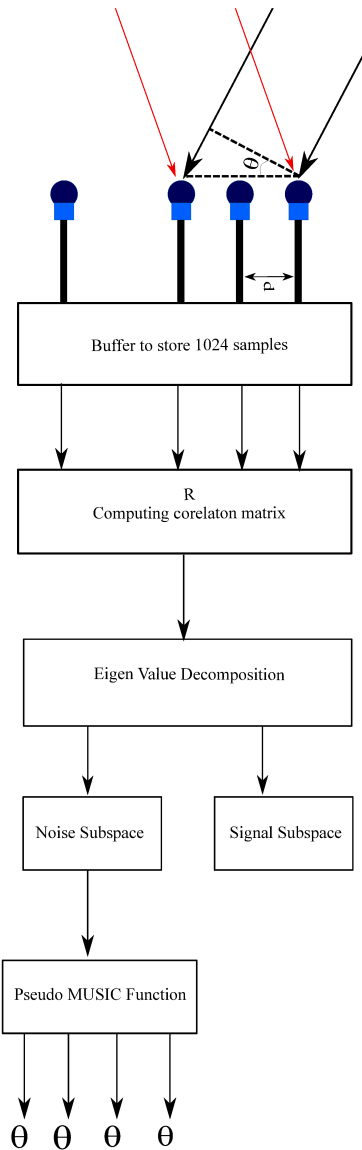 θ
d
Buffer to store 1024 samples
R
Computing corelaton matrix
Eigen Value Decomposition
Noise Subspace
Signal Subspace
Pseudo MUSIC Function
θ θ θ θ